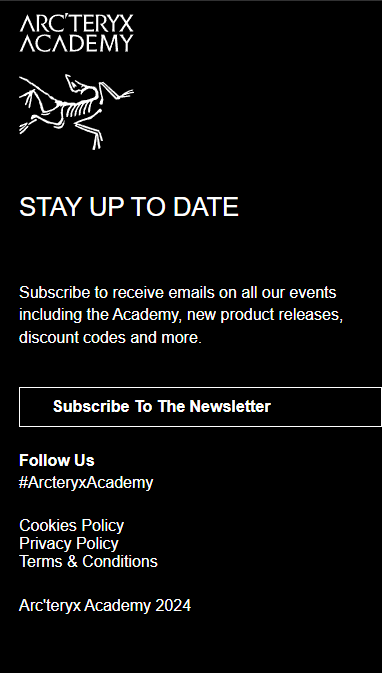 ARC'TERYX
ACADEMY
STAY UP TO DATE
Subscribe to receive emails on all our events
including the Academy, new product releases,
discount codes and more.
Subscribe To The Newsletter
Follow Us
#ArcteryxAcademy
Cookies Policy
Privacy Policy
Terms & Conditions
Arc'teryx Academy 2024